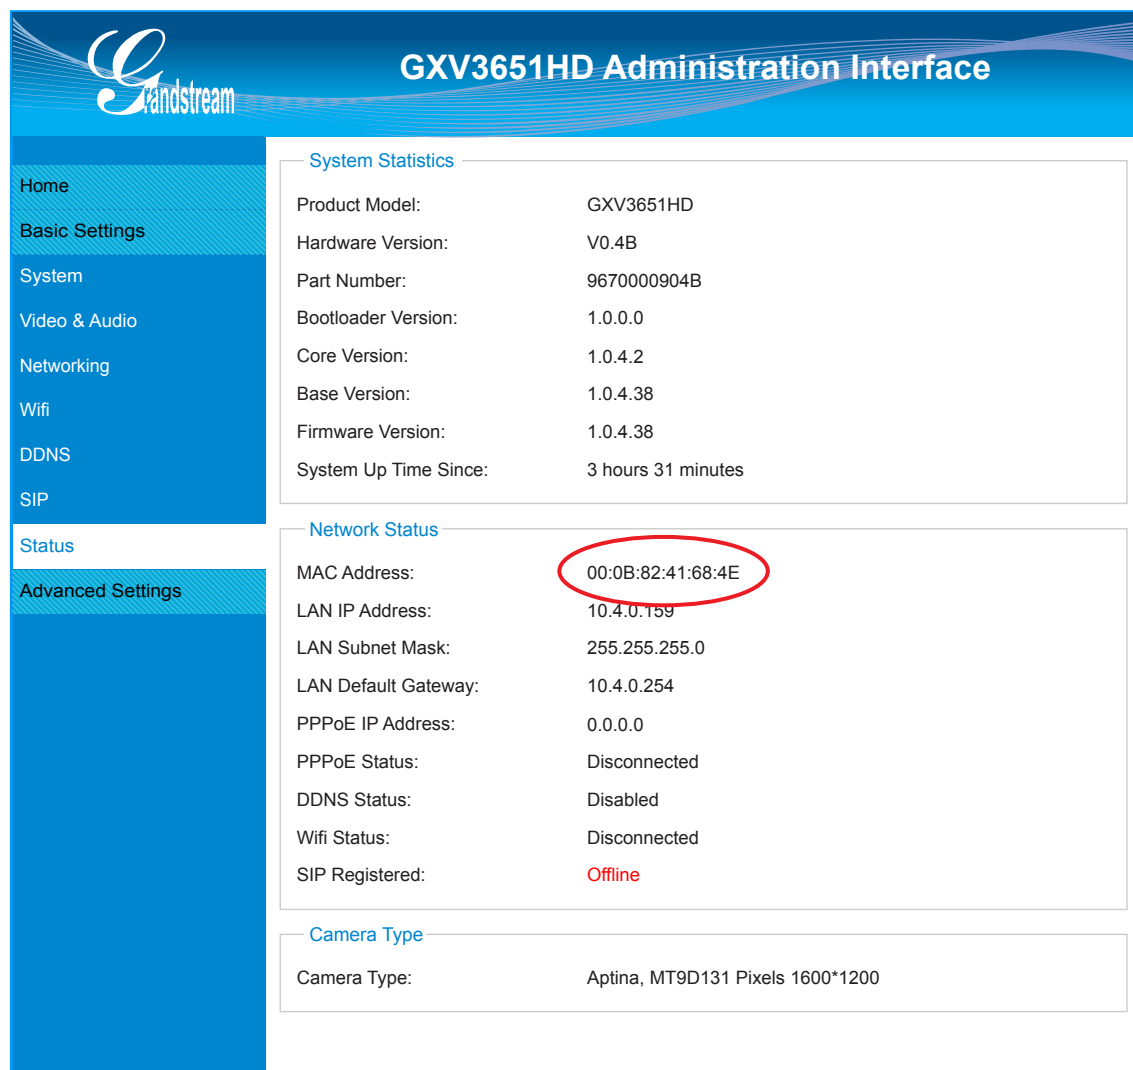 Grandstream
GXV3651HD Administration Interface
Home
Basic Settings
System
Video & Audio
Networking
Wifi
DDNS
SIP
Status
Advanced Settings
System Statistics
Product Model: GXV3651HD
Hardware Version: V0.4B
Part Number: 9670000904B
Bootloader Version: 1.0.0.0
Core Version: 1.0.4.2
Base Version: 1.0.4.38
Firmware Version: 1.0.4.38
System Up Time Since: 3 hours 31 minutes
Network Status
MAC Address: 00:0B:82:41:68:4E
LAN IP Address: 10.4.0.159
LAN Subnet Mask: 255.255.255.0
LAN Default Gateway: 10.4.0.254
PPPoE IP Address: 0.0.0.0
PPPoE Status: Disconnected
DDNS Status: Disabled
Wifi Status: Disconnected
SIP Registered: Offline
Camera Type
Camera Type: Aptina, MT9D131 Pixels 1600*1200